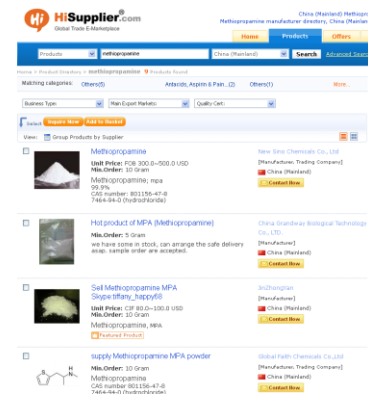 HiSupplier.com
Global Trade E-Marketplace
China (Mainland) Methiopro
Methiopropamine manufacturer directory, China (Mainlan
Home Products Offers
Products methiopropamine China (Mainland) Search Advanced Sear
Home > Product Directory > methiopropamine 9 Products found
Matching categories: Others(6) Antacids, Aspirin & Pain...(2) Others(1) More...
Business Type: Main Export Markets: Quality Cert:
Select Inquire Now Add to Basket
View: Group Products by Supplier
Methiopropamine
Unit Price: FOB 300.0~500.0 USD
Min.Order: 10 Gram
Methiopropamine; mpa
99.9%
CAS number: 801156-47-8
7464-94-0 (hydrochloride)
New Sino Chemicals Co., Ltd
[Manufacturer, Trading Company]
China (Mainland)
Contact Now
Hot product of MPA (Methiopropamine)
Min.Order: 5 Gram
we have some in stock, can arrange the safe delivery
asap. sample order are accepted.
China Grandway Biological Technology
Co., LTD.
[Manufacturer]
China (Mainland)
Contact Now
Sell Methiopropamine MPA
Skype:tiffany_happy68
Unit Price: CIF 80.0~100.0 USD
Min.Order: 10 Gram
Methiopropamine, MPA.
Featured Product
JinZhongYan
[Manufacturer]
China (Mainland)
Contact Now
supply Methiopropamine MPA powder
Min.Order: 10 Gram
Methiopropamine
CAS number 801156-47-8
7464-94-0 (hydrochloride)
Global Faith Chemicals Co.,Ltd
[Manufacturer, Trading Company]
China (Mainland)
Contact Now